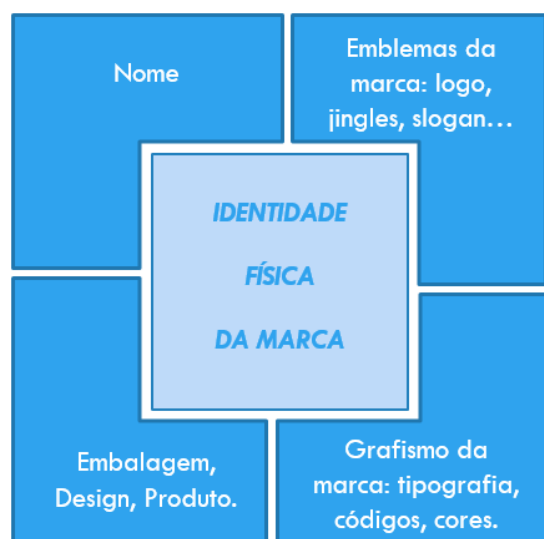 Nome
Emblemas da
marca: logo,
jingles, slogan...
IDENTIDADE
FÍSICA
DA MARCA
Embalagem,
Design, Produto.
Grafismo da
marca: tipografia,
códigos, cores.